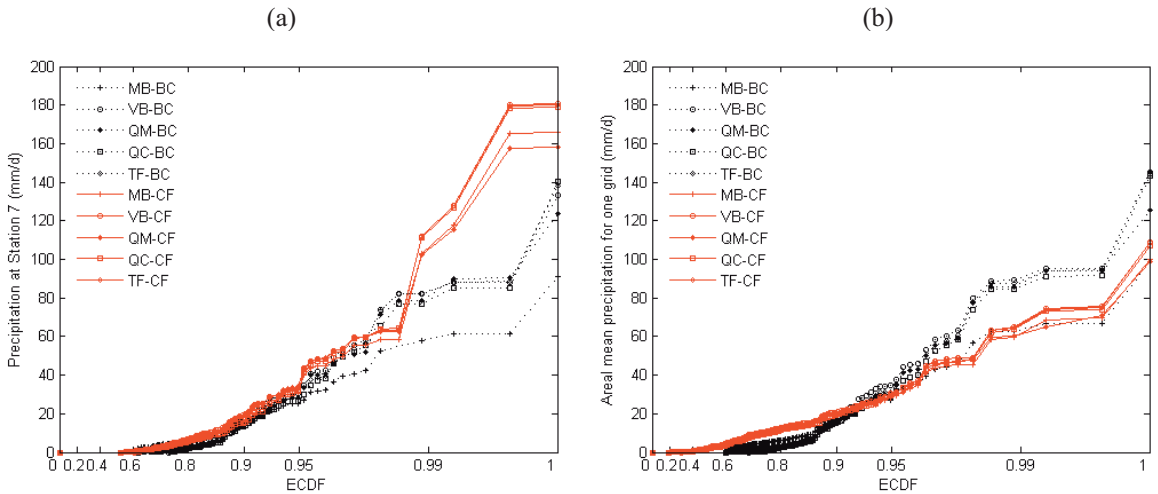 (a)
(b)
Precipitation at Station 7 (mm/d)
200
180
160
140
120
100
80
60
40
20
0
MB-BC
VB-BC
QM-BC
QC-BC
TF-BC
MB-CF
VB-CF
QM-CF
QC-CF
TF-CF
0 0.2 0.4 0.6 0.8 0.9 0.95 0.99 1
ECDF
Areal mean precipitation for one grid (mm/d)
200
180
160
140
120
100
80
60
40
20
0
MB-BC
VB-BC
QM-BC
QC-BC
TF-BC
MB-CF
VB-CF
QM-CF
QC-CF
TF-CF
0 0.2 0.4 0.6 0.8 0.9 0.95 0.99 1
ECDF